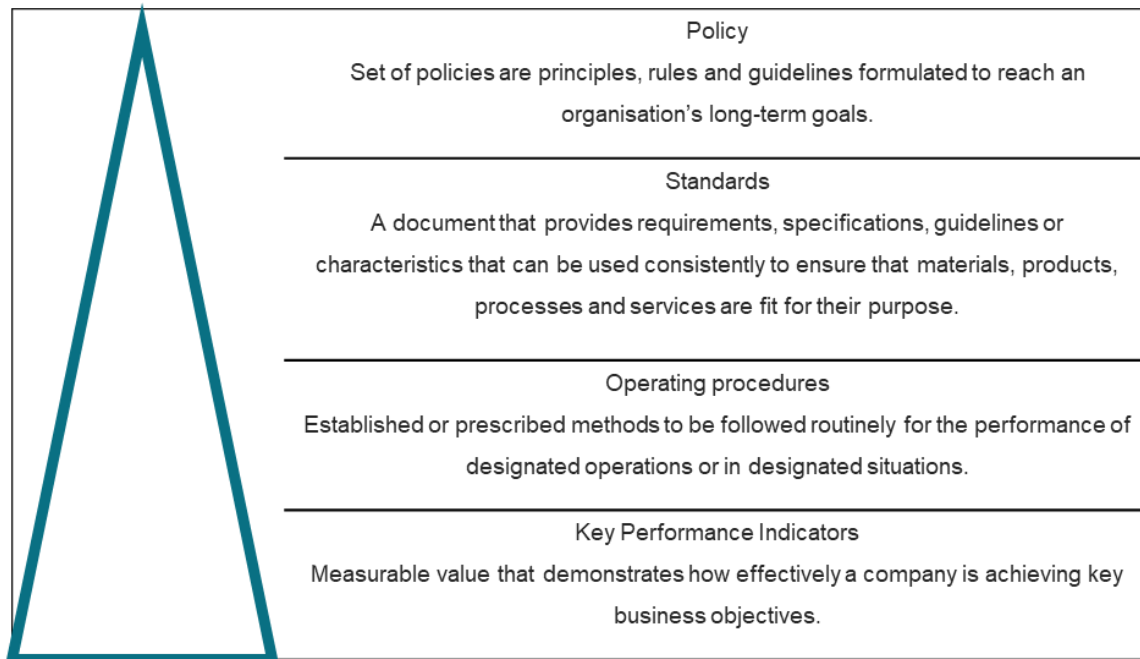 Policy
Set of policies are principles, rules and guidelines formulated to reach an
organisation's long-term goals.
Standards
A document that provides requirements, specifications, guidelines or
characteristics that can be used consistently to ensure that materials, products,
processes and services are fit for their purpose.
Operating procedures
Established or prescribed methods to be followed routinely for the performance of
designated operations or in designated situations.
Key Performance Indicators
Measurable value that demonstrates how effectively a company is achieving key
business objectives.